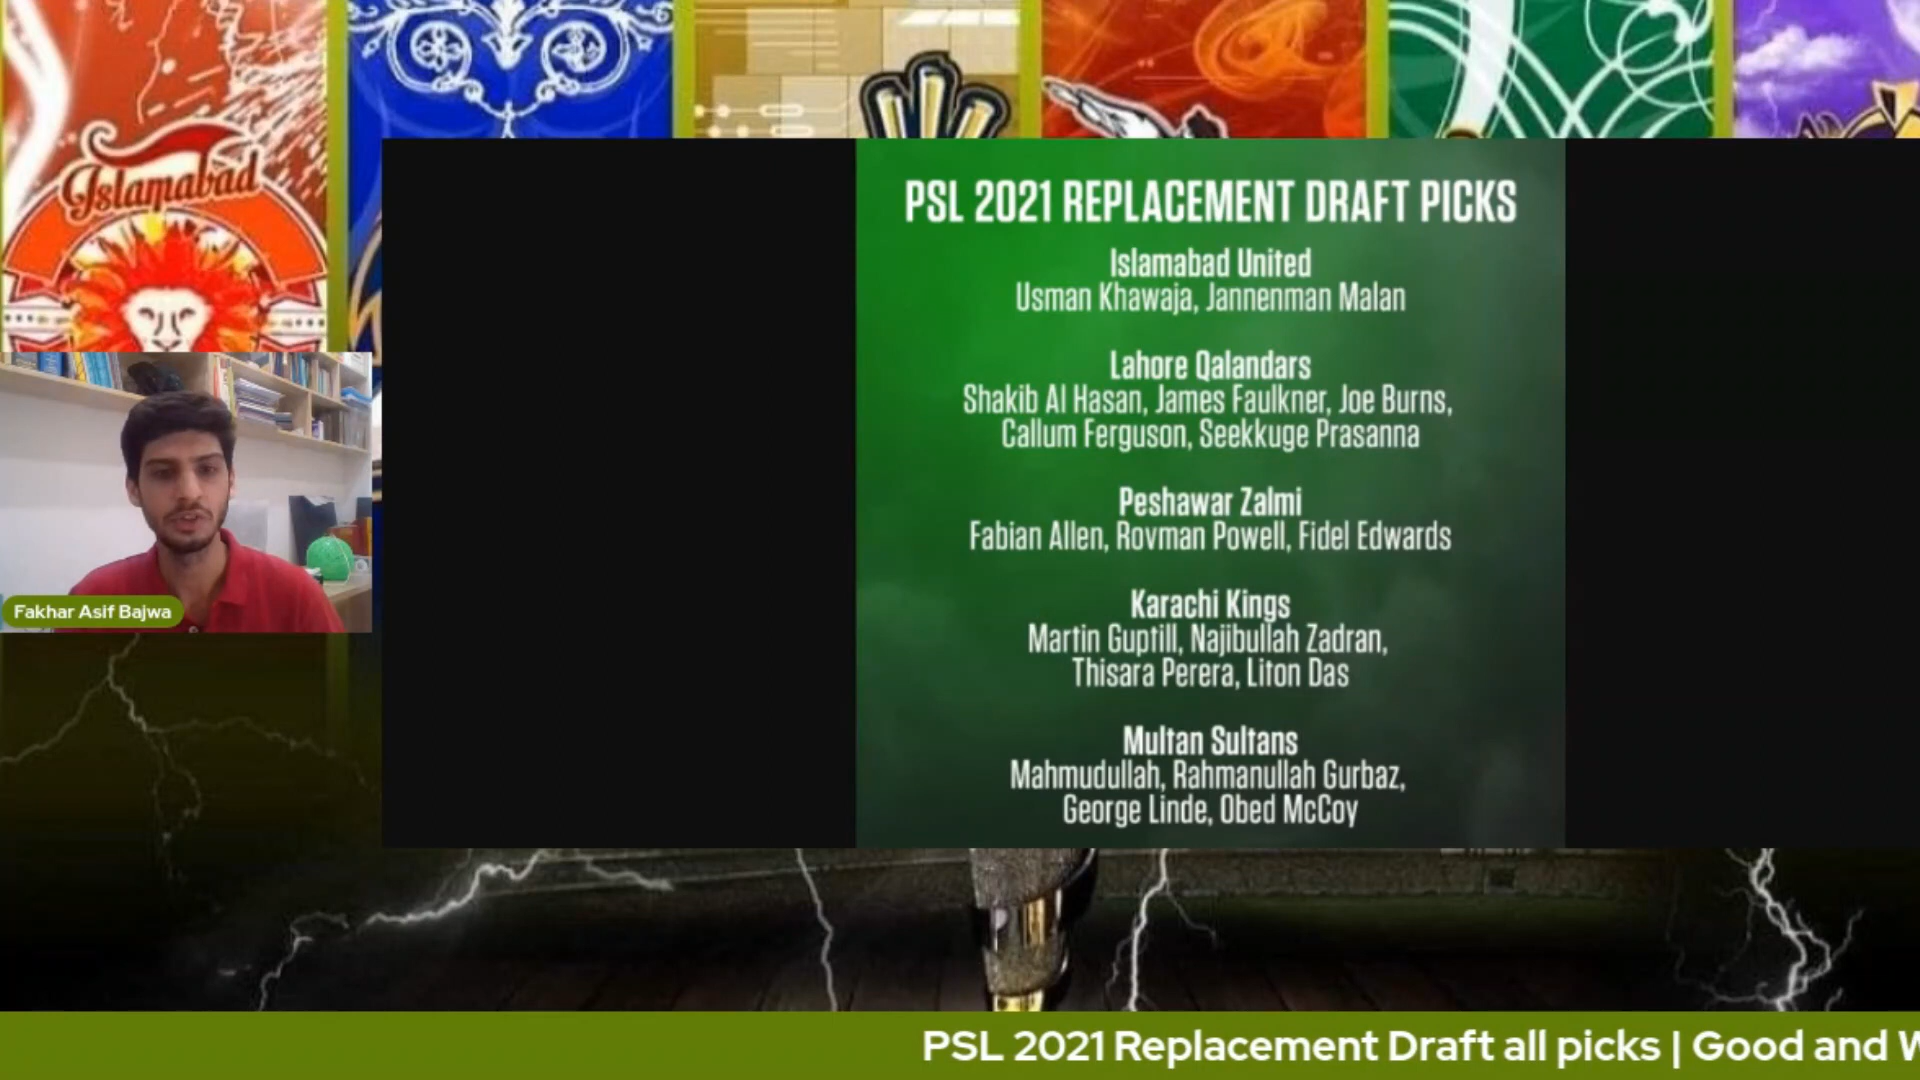 Islamabad
PSL 2021 REPLACEMENT DRAFT PICKS
Islamabad United
Usman Khawaja, Jannenman Malan
Lahore Qalandars
Shakib Al Hasan, James Faulkner, Joe Burns,
Callum Ferguson, Seekkuge Prasanna
Peshawar Zalmi
Fabian Allen, Rovman Powell, Fidel Edwards
Karachi Kings
Martin Guptill, Najibullah Zadran,
Thisara Perera, Liton Das
Multan Sultans
Mahmudullah, Rahmanullah Gurbaz,
George Linde, Obed McCoy
Fakhar Asif Bajwa
PSL 2021 Replacement Draft all picks | Good and